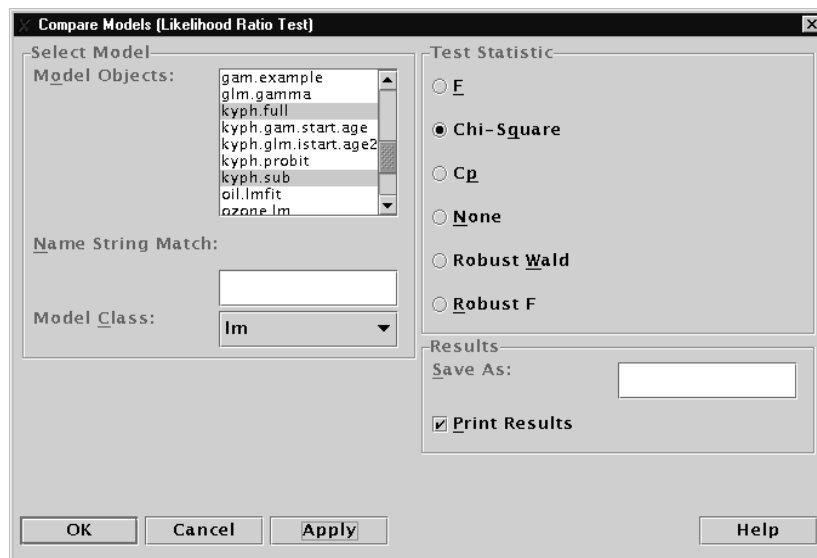 Compare Models (Likelihood Ratio Test)
Select Model
Model Objects:
gam.example
glm.gamma
kyph.full
kyph.gam.start.age
kyph.glm.istart.age2
kyph.probit
kyph.sub
oil.lmfit
ozone.lm
Name String Match:
Model Class:
lm
Test Statistic
F
Chi-Square
Cp
None
Robust Wald
Robust F
Results
Save As:
Print Results
OK
Cancel
Apply
Help